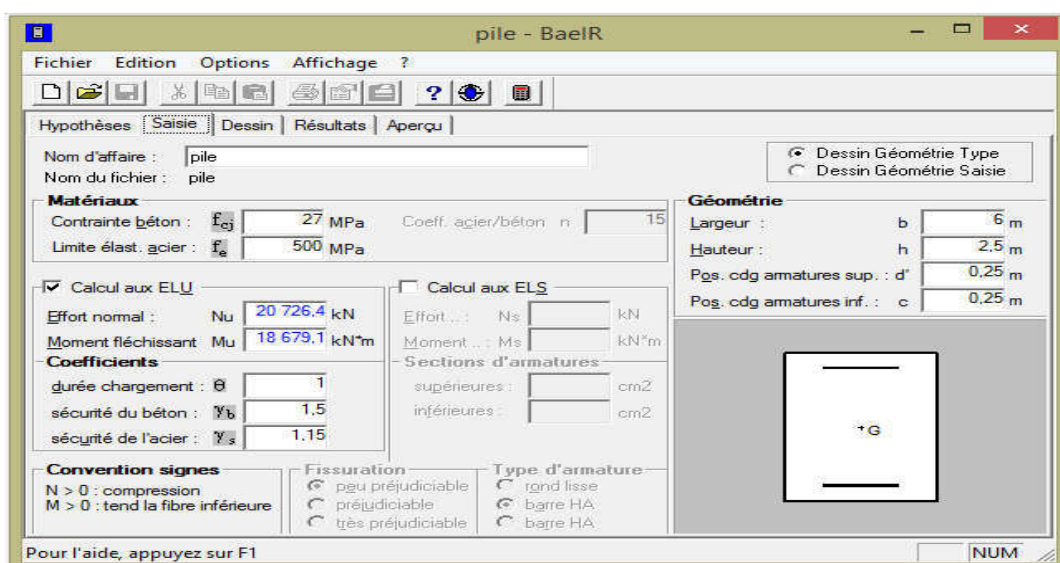 pile - BaelR
Fichier Edition Options Affichage ?
Hypothèses Saisie Dessin Résultats Aperçu
Nom d'affaire : pile
Nom du fichier : pile
Dessin Géométrie Type
Dessin Géométrie Saisie
Matériaux
Contrainte béton : fcj 27 MPa Coeff. acier/béton n 15
Limite élast. acier : fe 500 MPa
Géométrie
Largeur : b 6 m
Hauteur : h 2,5 m
Pos. cdg armatures sup. : d' 0,25 m
Pos. cdg armatures inf. : c 0,25 m
Calcul aux ELU
Effort normal : Nu 20 726,4 kN
Moment fléchissant Mu 18 679,1 kN*m
Calcul aux ELS
Effort .. : Ns kN
Moment .. : Ms kN*m
Coefficients
durée chargement : θ 1
sécurité du béton : γb 1,5
sécurité de l'acier : γs 1.15
Sections d'armatures
supérieures : cm2
inférieures : cm2
+G
Convention signes
N > 0 : compression
M > 0 : tend la fibre inférieure
Fissuration
peu préjudiciable
préjudiciable
très préjudiciable
Type d'armature
rond lisse
barre HA
barre HA
Pour l'aide, appuyez sur F1 NUM